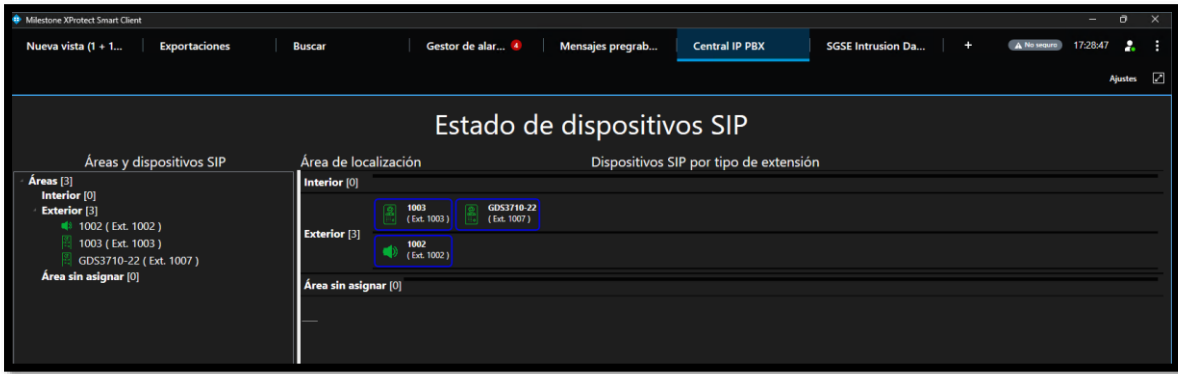 Milestone XProtect Smart Client
Nueva vista (1 + 1...
Exportaciones
Buscar
Gestor de alar... 4
Mensajes pregrab...
Central IP PBX
SGSE Intrusion Da...
+
No seguro
17:28:47
Ajustes
Estado de dispositivos SIP
Áreas y dispositivos SIP
Áreas [3]
Interior [0]
Exterior [3]
1002 ( Ext. 1002 )
1003 ( Ext. 1003 )
GDS3710-22 ( Ext. 1007 )
Área sin asignar [0]
Área de localización
Dispositivos SIP por tipo de extensión
Interior [0]
Exterior [3]
1003
( Ext. 1003 )
GDS3710-22
( Ext. 1007 )
1002
( Ext. 1002 )
Área sin asignar [0]